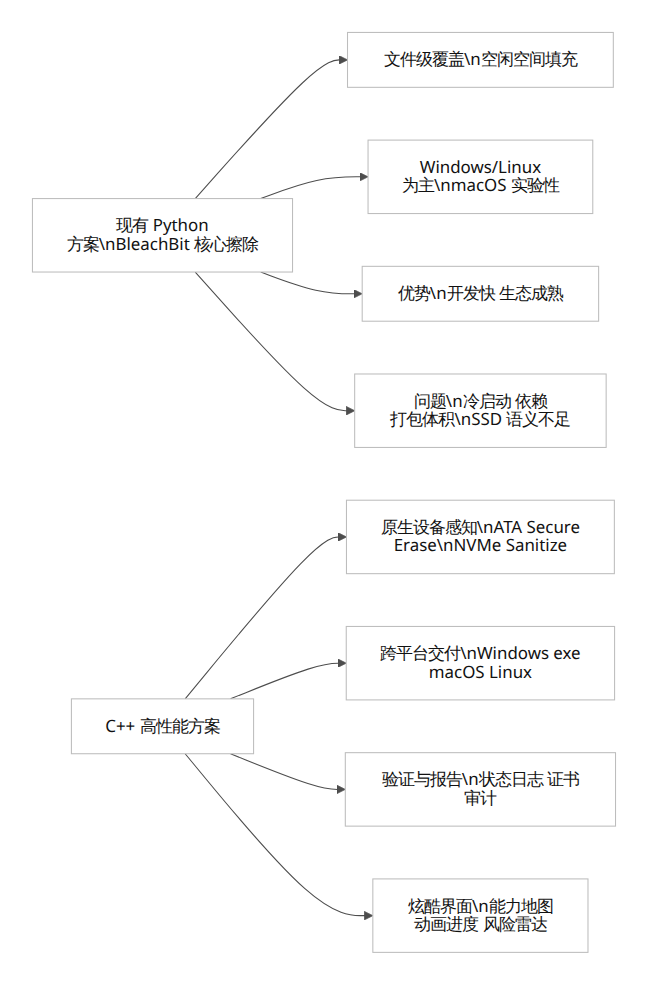 文件级覆盖\n空闲空间填充
Windows/Linux
为主\nmacOS 实验性
现有 Python
方案\nBleachBit 核心擦除
优势\n开发快 生态成熟
问题\n冷启动 依赖
打包体积\nSSD 语义不足
原生设备感知\nATA Secure
Erase\nNVMe Sanitize
跨平台交付\nWindows exe
macOS Linux
C++ 高性能方案
验证与报告\n状态日志 证书
审计
炫酷界面\n能力地图
动画进度 风险雷达